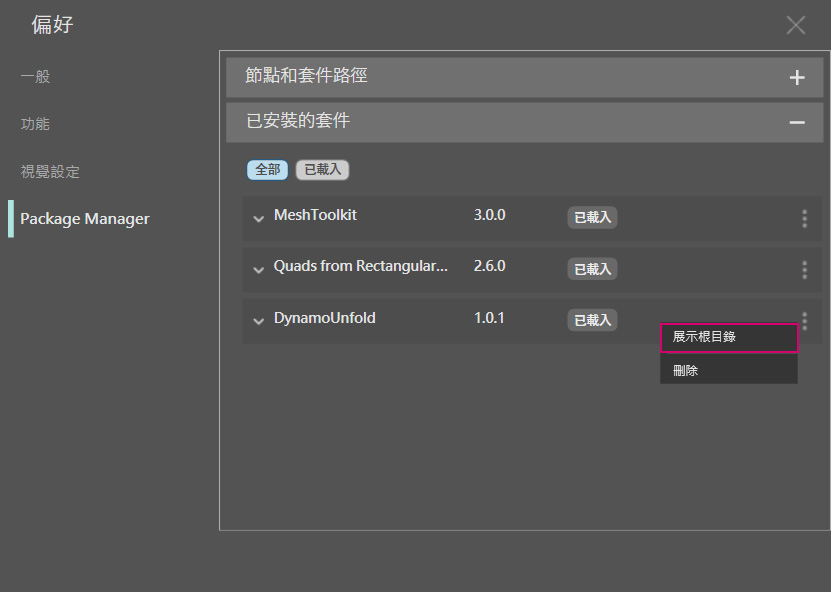 偏好
一般
功能
視覺設定
Package Manager
節點和套件路徑
已安裝的套件
全部 已載入
MeshToolkit 3.0.0 已載入
Quads from Rectangular... 2.6.0 已載入
DynamoUnfold 1.0.1 已載入
展示根目錄
刪除